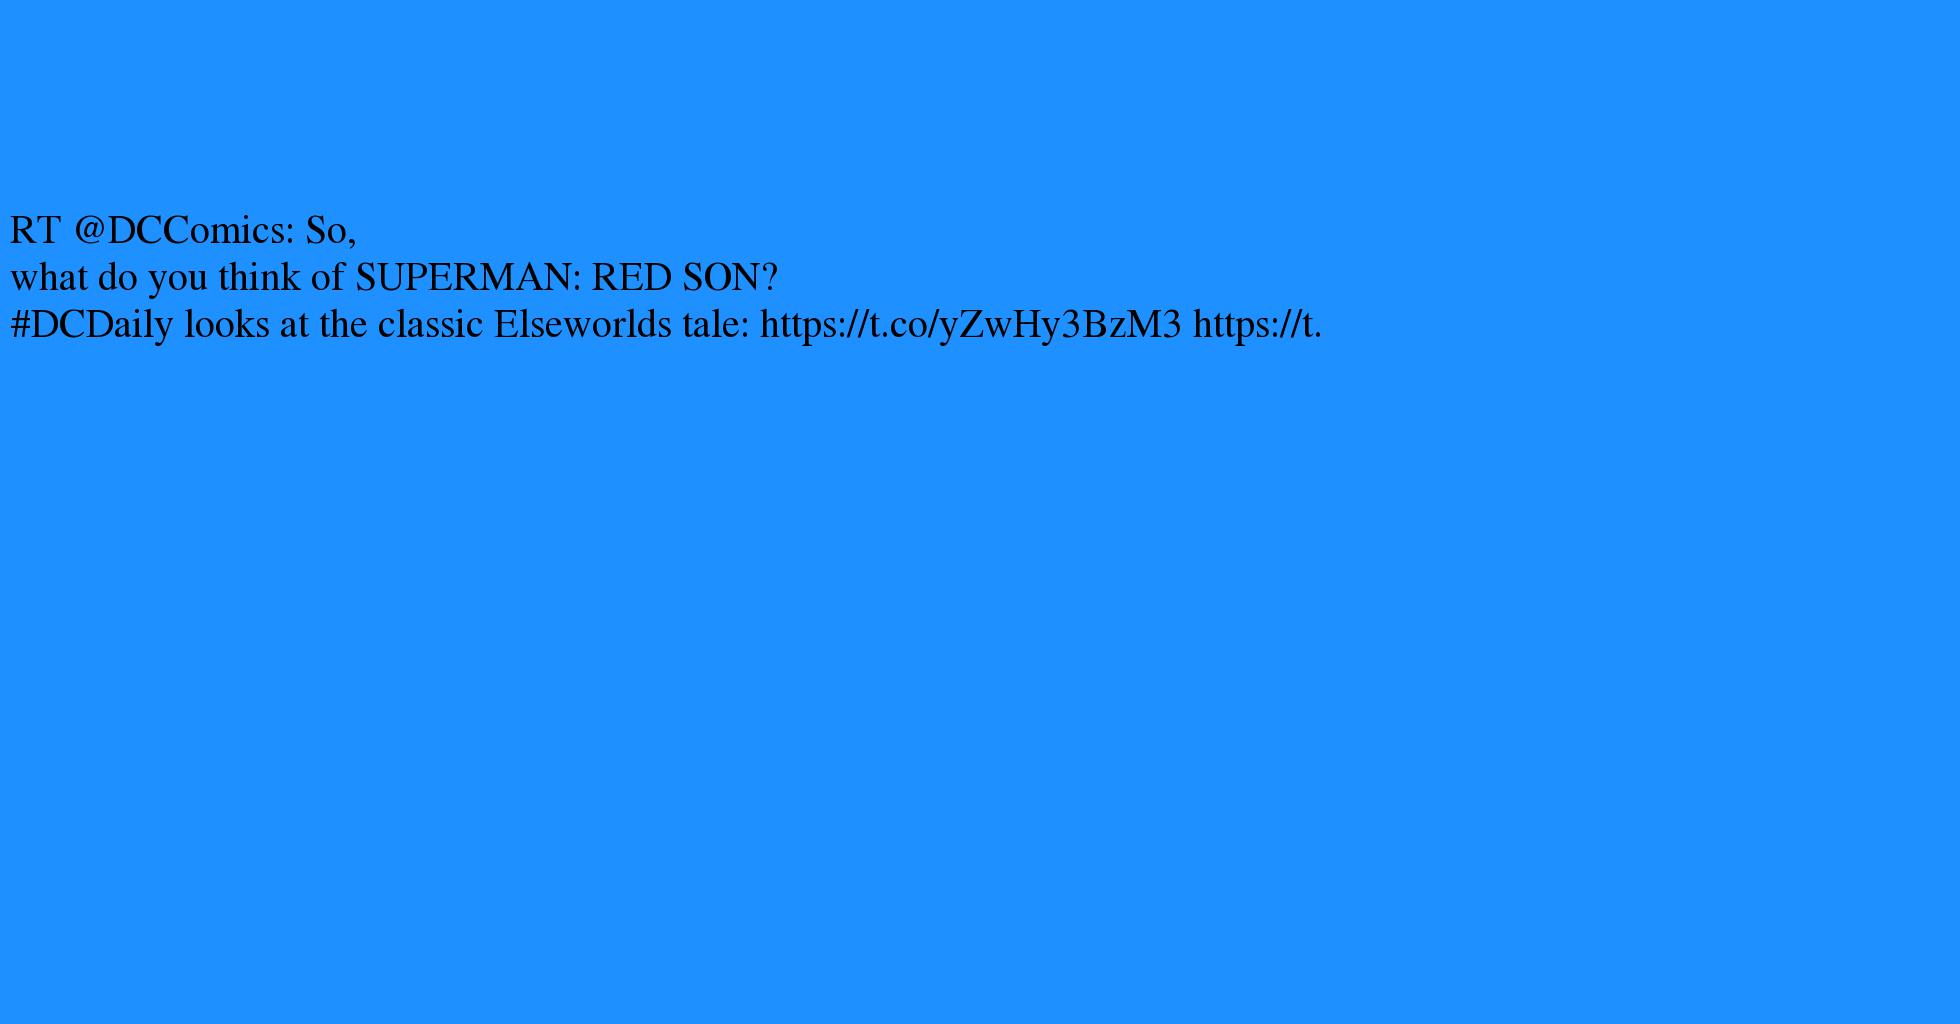 RT @DCComics: So,
what do you think of SUPERMAN: RED SON?
#DCDaily looks at the classic Elseworlds tale: https://t.co/yZwHy3BzM3 https://t.